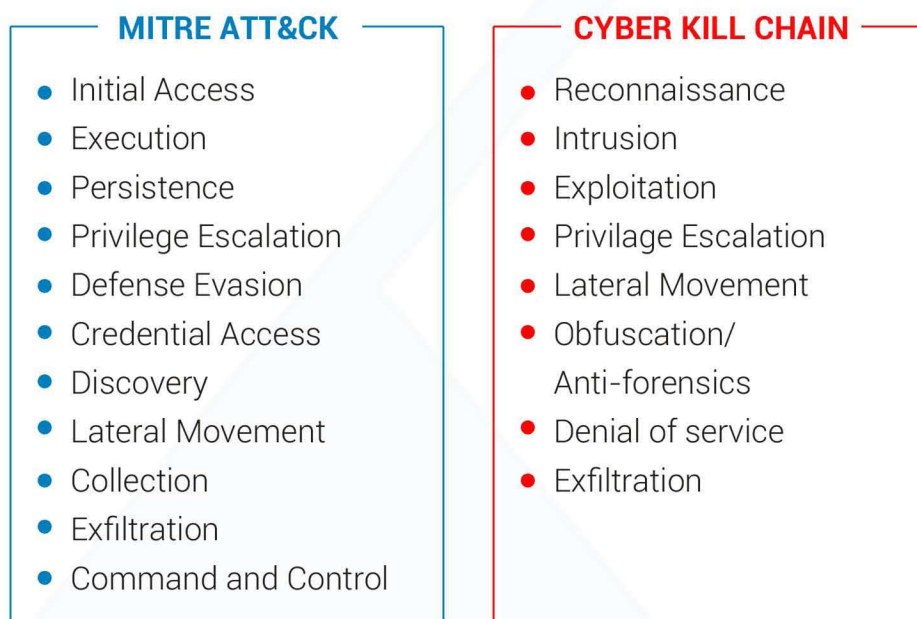 MITRE ATT&CK
Initial Access
Execution
Persistence
Privilege Escalation
Defense Evasion
Credential Access
Discovery
Lateral Movement
Collection
Exfiltration
Command and Control
CYBER KILL CHAIN
Reconnaissance
Intrusion
Exploitation
Privilage Escalation
Lateral Movement
Obfuscation/
Anti-forensics
Denial of service
Exfiltration